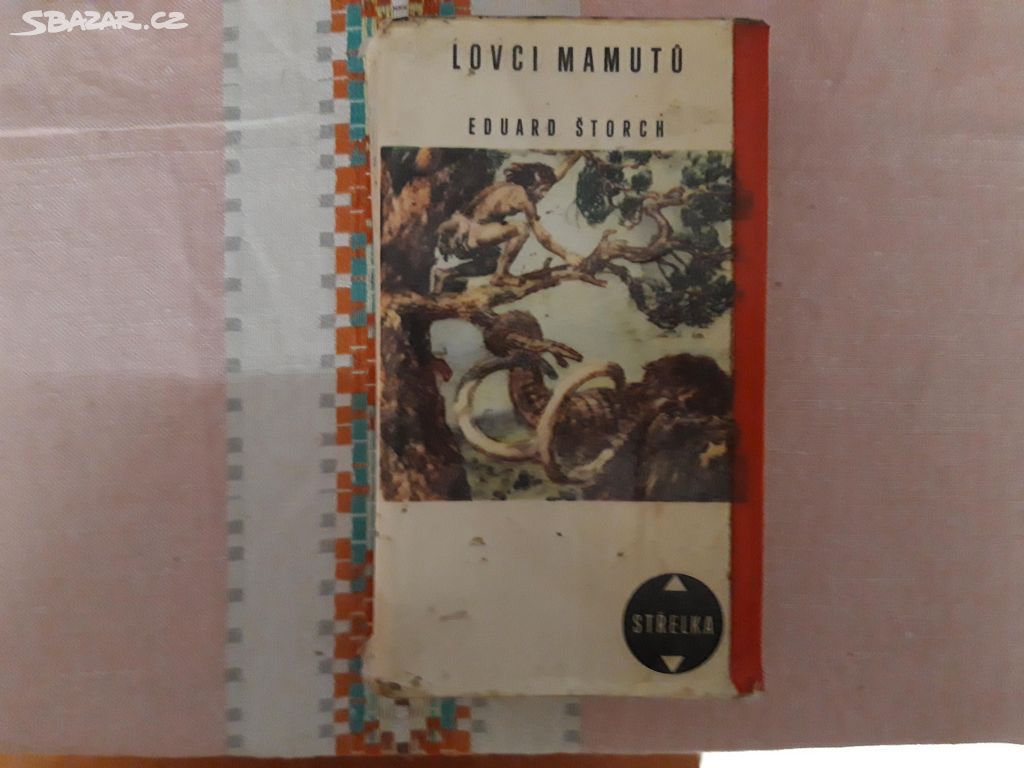 SBAZAR.CZ
LOVCI MAMUTŮ
EDUARD ŠTORCH
STŘELKA